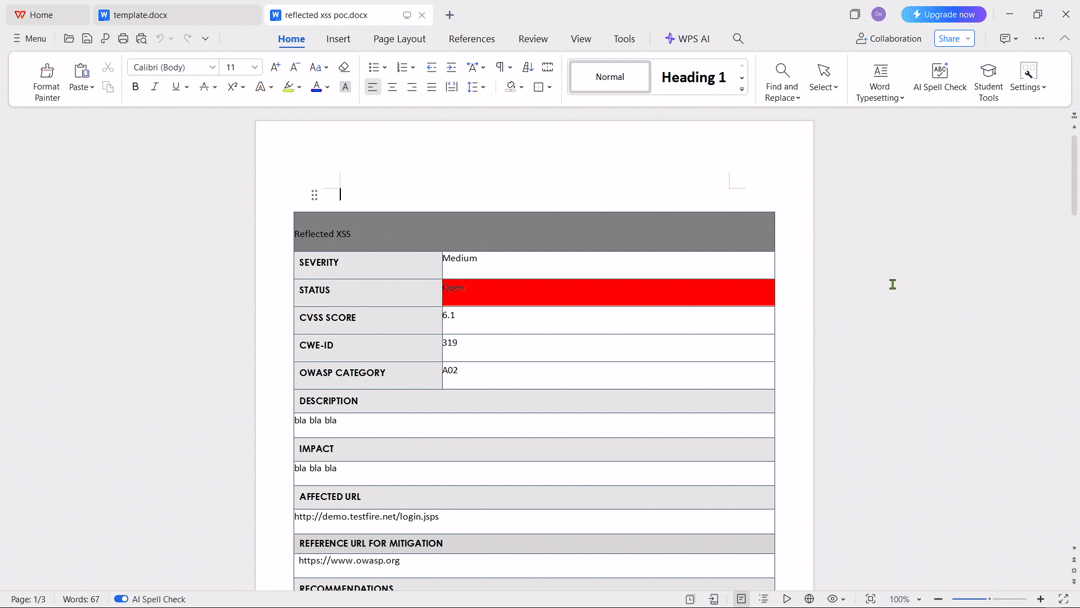 Home
template.docx
reflected xss poc.docx
Upgrade now
Menu
Home Insert Page Layout References Review View Tools WPS AI
Collaboration
Share
Format Painter
Paste
Calibri (Body) 11
Normal
Heading 1
Find and Replace
Select
Word Typesetting
AI Spell Check
Student Tools
Settings
Reflected XSS
SEVERITY Medium
STATUS Open
CVSS SCORE 6.1
CWE-ID 319
OWASP CATEGORY A02
DESCRIPTION
bla bla bla
IMPACT
bla bla bla
AFFECTED URL
http://demo.testfire.net/login.jsps
REFERENCE URL FOR MITIGATION
https://www.owasp.org
RECOMMENDATIONS
Page: 1/3 Words: 67 AI Spell Check 100%